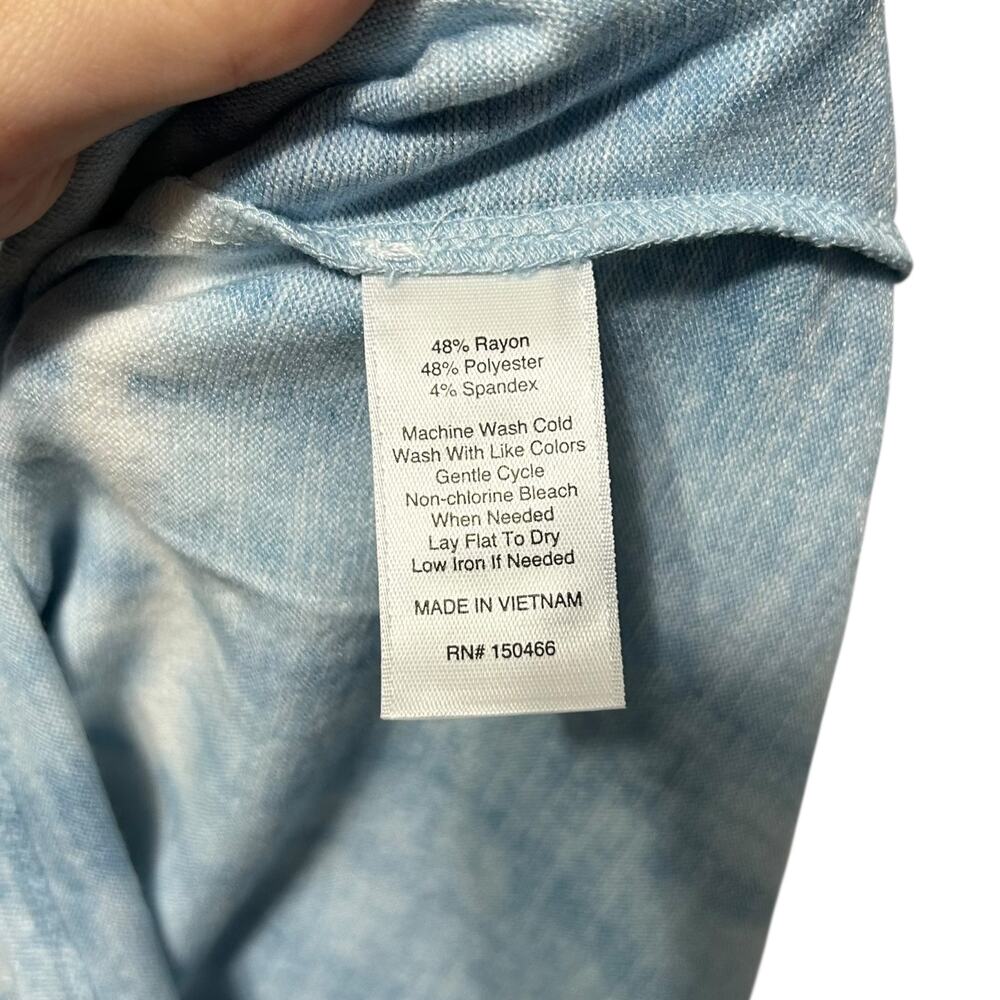 48% Rayon
48% Polyester
4% Spandex
Machine Wash Cold
Wash With Like Colors
Gentle Cycle
Non-chlorine Bleach
When Needed
Lay Flat To Dry
Low Iron If Needed
MADE IN VIETNAM
RN# 150466